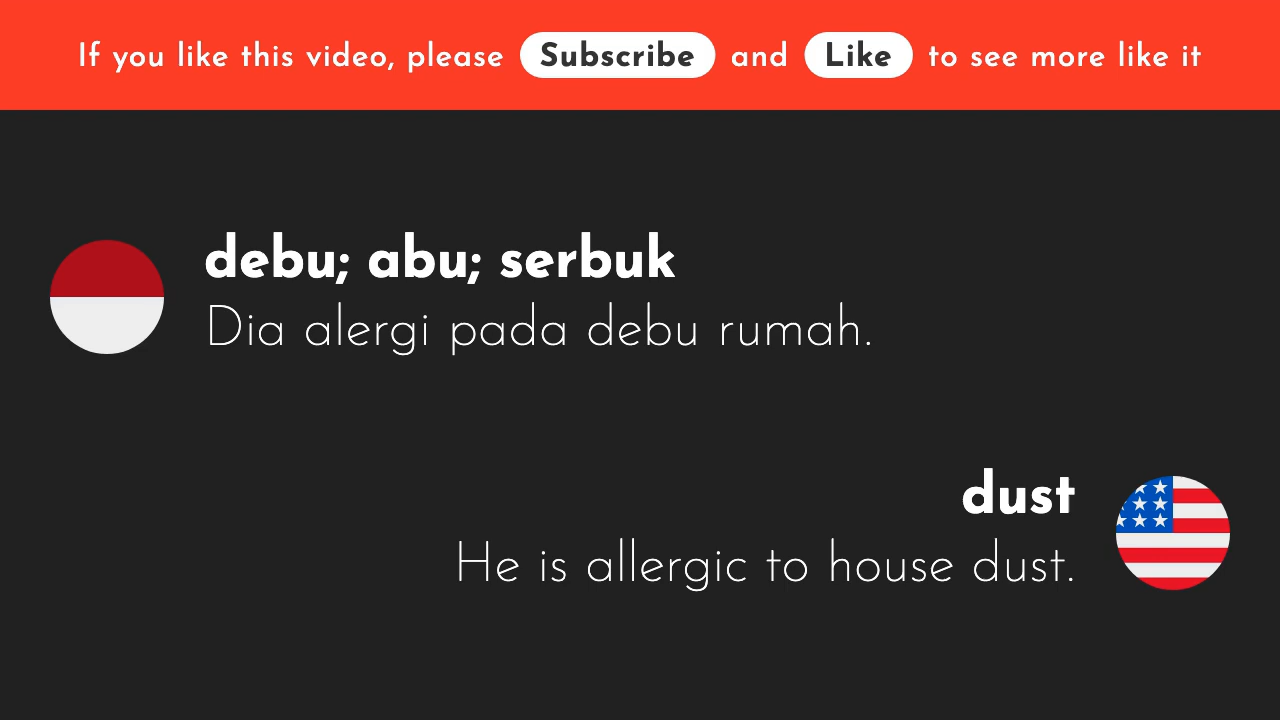 If you like this video, please Subscribe and Like to see more like it
debu; abu; serbuk
Dia alergi pada debu rumah.
dust
He is allergic to house dust.